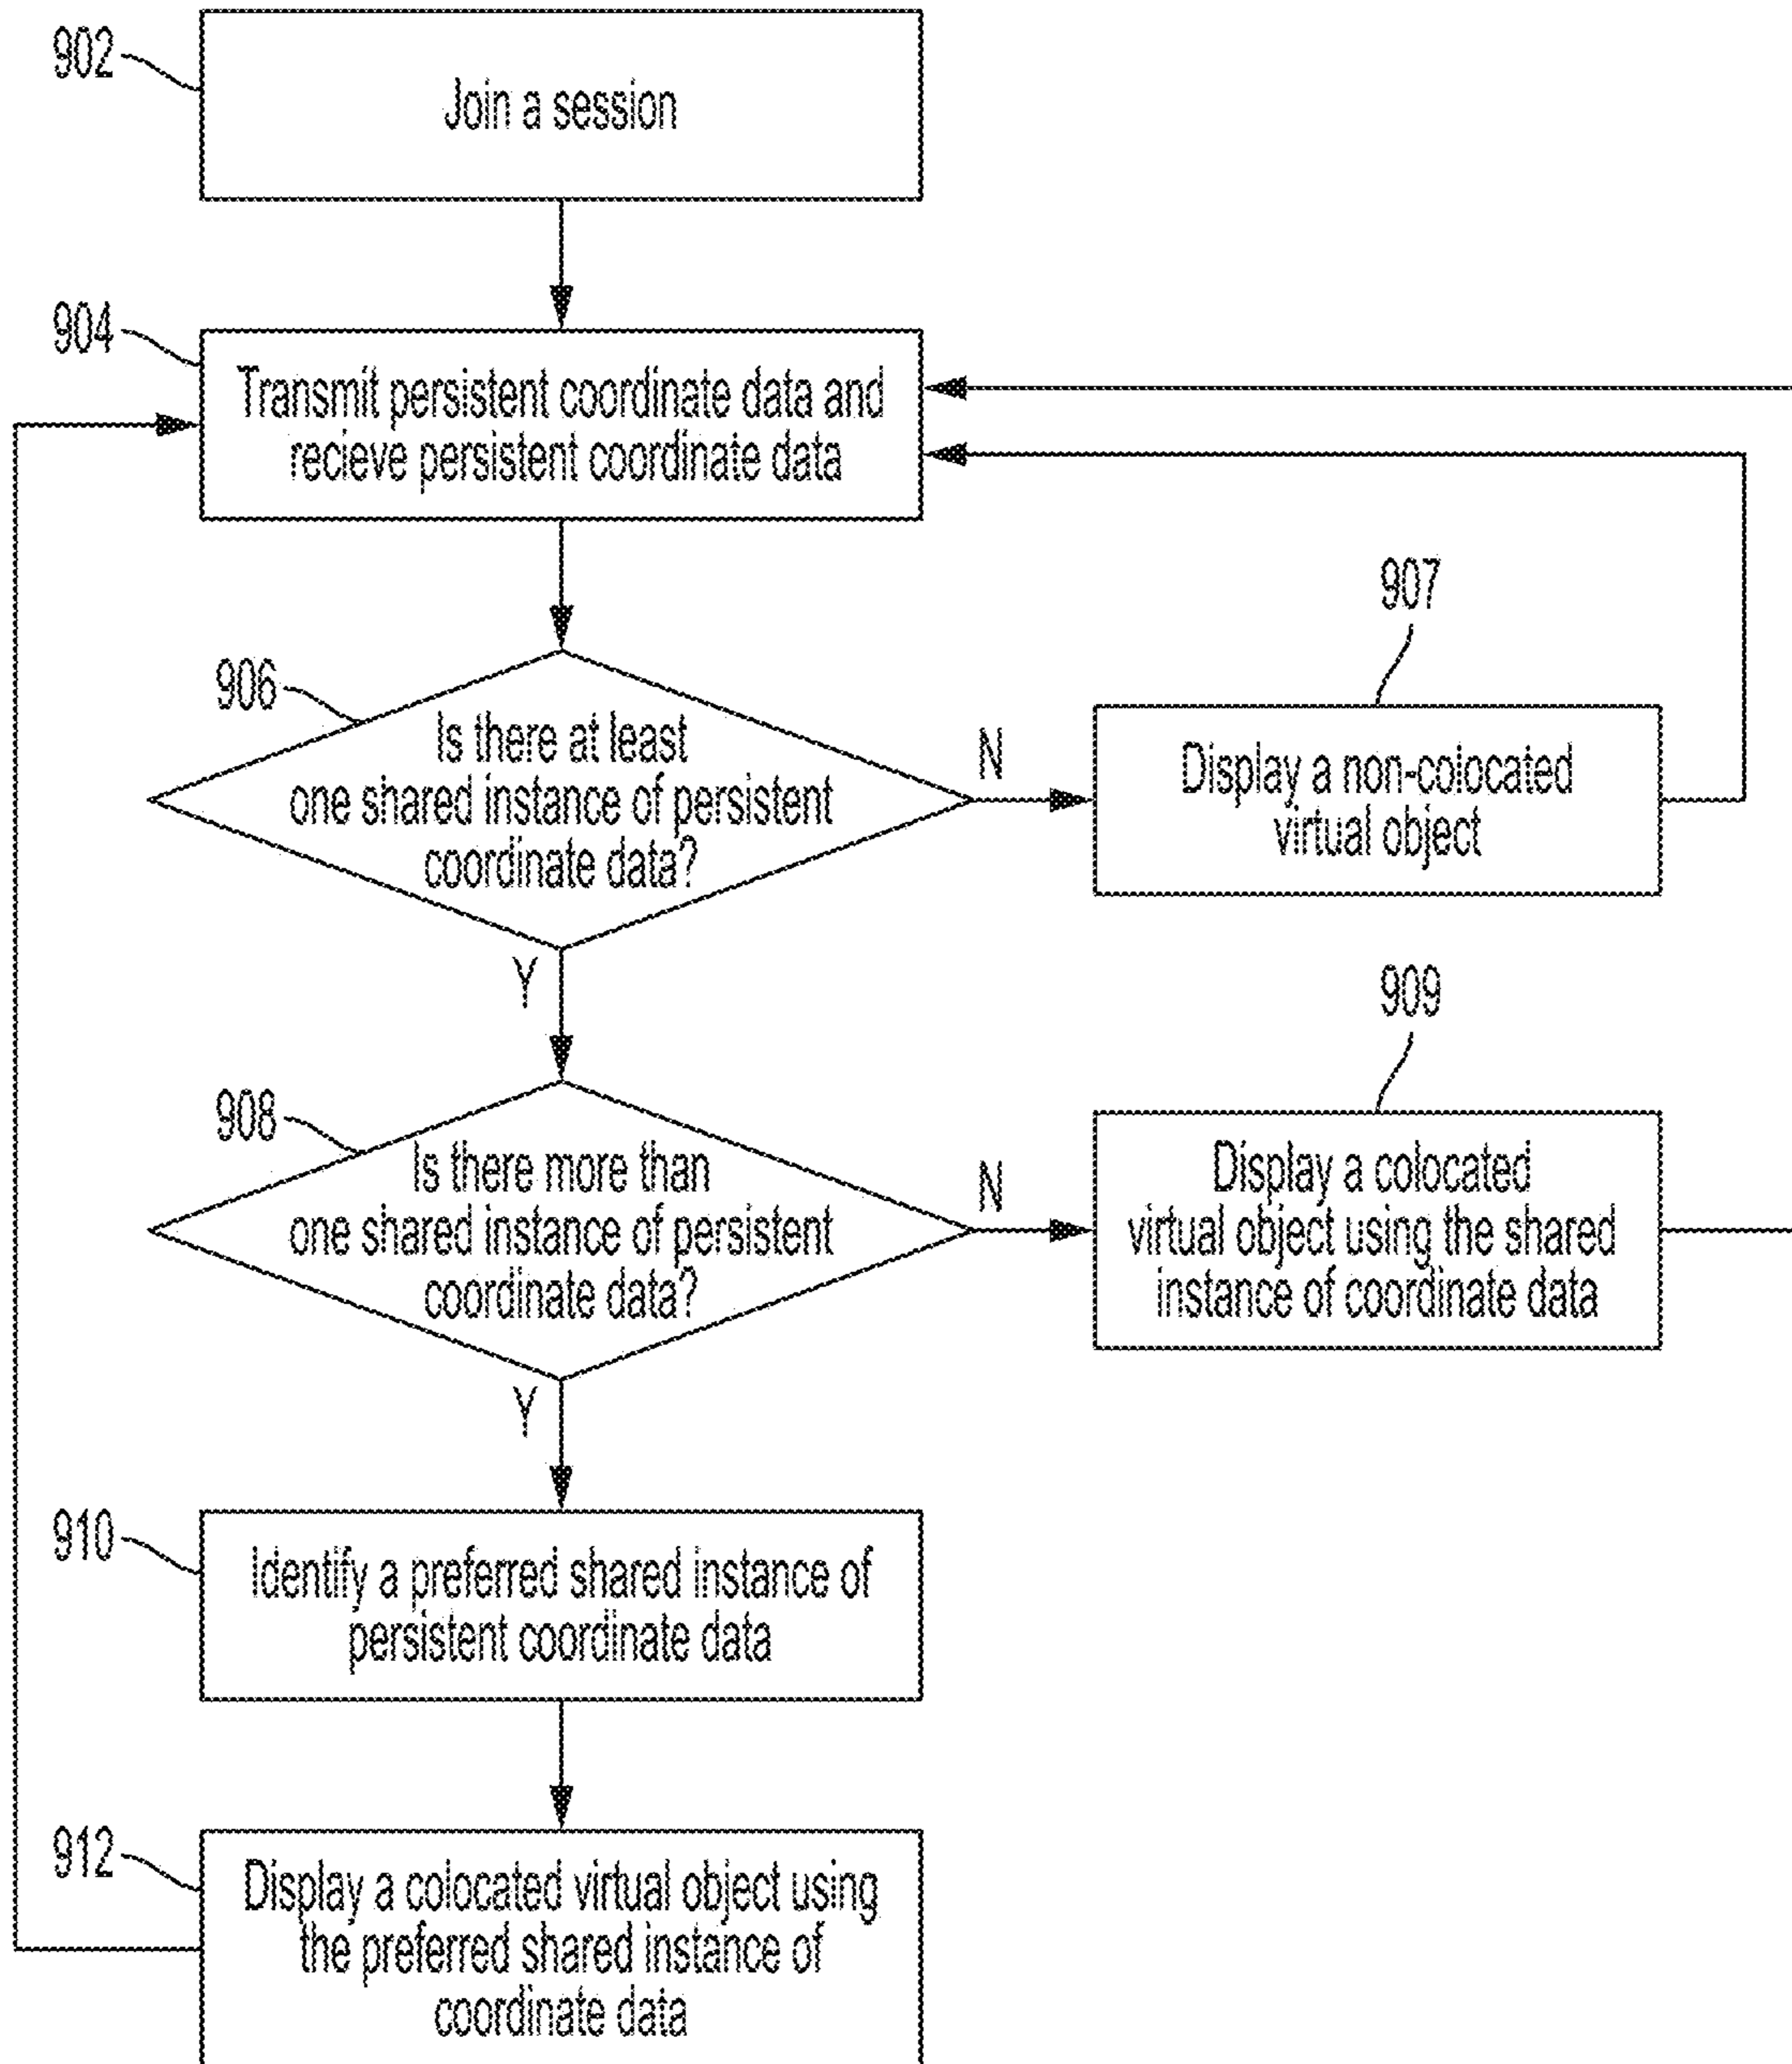 902
Join a session
904
Transmit persistent coordinate data and
recieve persistent coordinate data
906
Is there at least
one shared instance of persistent
coordinate data?
N
907
Display a non-colocated
virtual object
Y
908
Is there more than
one shared instance of persistent
coordinate data?
N
909
Display a colocated
virtual object using the shared
instance of coordinate data
Y
910
Identify a preferred shared instance of
persistent coordinate data
912
Display a colocated virtual object using
the preferred shared instance of
coordinate data